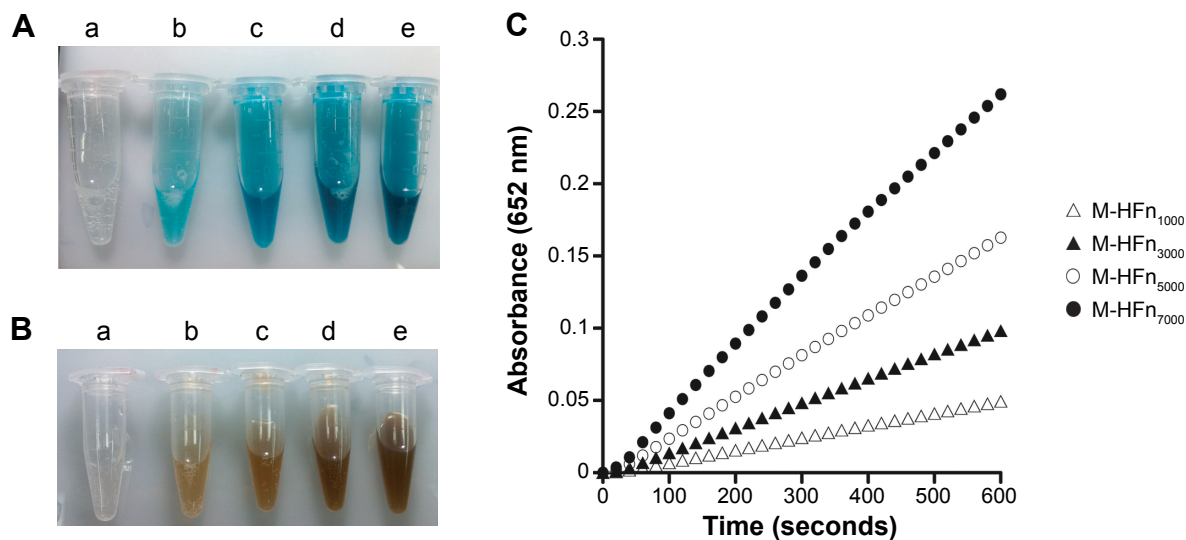 A
a b c d e
B
a b c d e
C
Absorbance (652 nm)
0.3
0.25
0.2
0.15
0.1
0.05
0
0 100 200 300 400 500 600
Time (seconds)
M-HFn1000
M-HFn3000
M-HFn5000
M-HFn7000